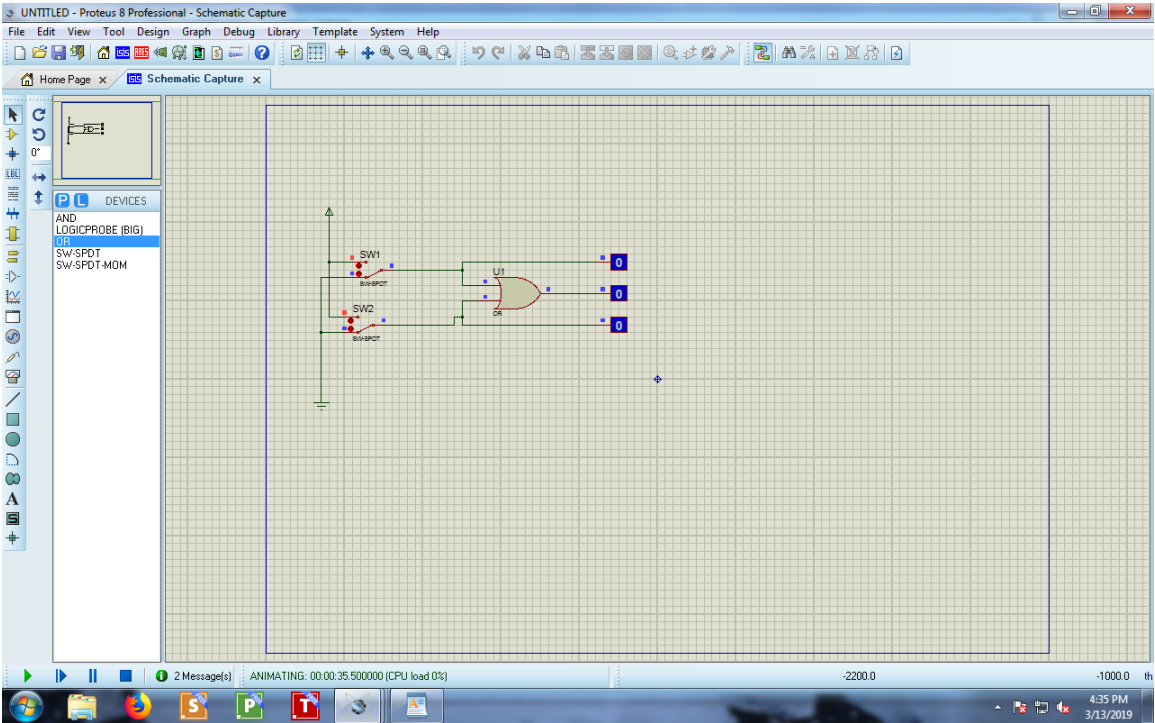 UNTITLED - Proteus 8 Professional - Schematic Capture
File Edit View Tool Design Graph Debug Library Template System Help
Home Page X ISIS Schematic Capture x
0°
LBL
P L DEVICES
AND
LOGICPROBE (BIG)
OR
SW-SPDT
SW-SPDT-MOM
SW1
SW-SPDT
SW2
SW-SPDT
U1
OR
0
0
0
A
S
2 Message(s) ANIMATING: 00:00:35.500000 (CPU load 0%) -2200.0 -1000.0 th
S P T A
4:35 PM
3/13/2019